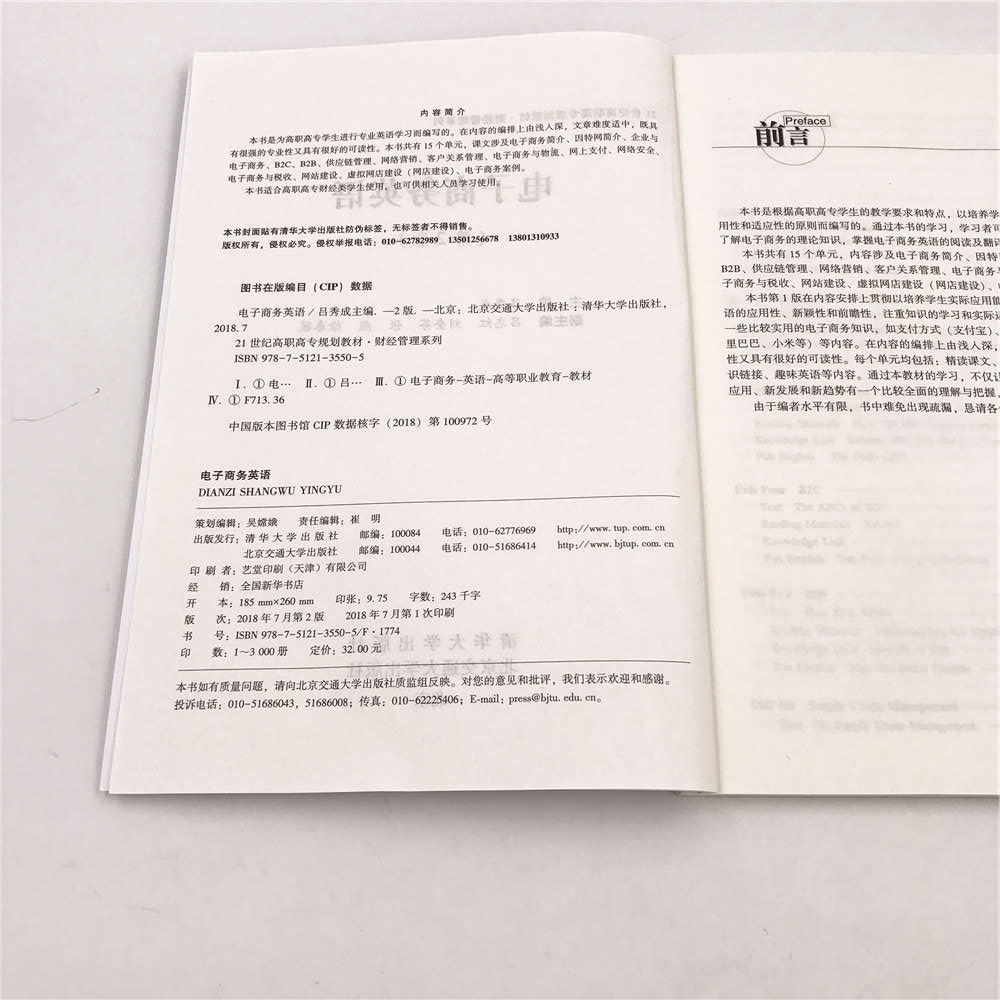 内容简介
本书是为高职高专学生进行专业英语学习而编写的。在内容的编排上由浅入深，文章难度适中，既具
有很强的专业性又具有很好的可读性。本书共有 15 个单元，课文涉及电子商务简介、因特网简介、企业与
电子商务、B2C、B2B、供应链管理、网络营销、客户关系管理、电子商务与物流、网上支付、网络安全、
电子商务与税收、网站建设、虚拟网店建设（网店建设）、电子商务案例。
本书适合高职高专财经类学生使用，也可供相关人员学习使用。
本书封面贴有清华大学出版社防伪标签，无标签者不得销售。
版权所有，侵权必究。侵权举报电话：010-62782989 13501256678 13801310933
图书在版编目（CIP）数据
电子商务英语 / 吕秀成主编. —2 版. —北京：北京交通大学出版社：清华大学出版社，
2018. 7
21 世纪高职高专规划教材·财经管理系列
ISBN 978-7-5121-3550-5
Ⅰ. ① 电… Ⅱ. ① 吕… Ⅲ. ① 电子商务-英语-高等职业教育-教材
Ⅳ. ① F713. 36
中国版本图书馆 CIP 数据核字（2018）第 100972 号
电子商务英语
DIANZI SHANGWU YINGYU
策划编辑：吴嫦娥 责任编辑：崔 明
出版发行：清华大学出版社 邮编：100084 电话：010-62776969 http://www. tup. com. cn
北京交通大学出版社 邮编：100044 电话：010-51686414 http://www. bjtup. com. cn
印 刷 者：艺堂印刷（天津）有限公司
经 销：全国新华书店
开 本：185 mm×260 mm 印张：9. 75 字数：243 千字
版 次：2018 年 7 月第 2 版 2018 年 7 月第 1 次印刷
书 号：ISBN 978-7-5121-3550-5/F·1774
印 数：1～3 000 册 定价：32. 00 元
本书如有质量问题，请向北京交通大学出版社质监组反映。对您的意见和批评，我们表示欢迎和感谢。
投诉电话：010-51686043，51686008；传真：010-62225406；E-mail：press@bjtu. edu. cn。
Preface
前言
本书是根据高职高专学生的教学要求和特点，以培养学
用性和适应性的原则而编写的。通过本书的学习，学习者可
了解电子商务的理论知识，掌握电子商务英语的阅读及翻译
本书共有 15 个单元，内容涉及电子商务简介、因特
B2B、供应链管理、网络营销、客户关系管理、电子商务与
子商务与税收、网站建设、虚拟网店建设（网店建设）、
本书第 1 版在内容安排上贯彻以培养学生实际应用能
语的应用性、新颖性和前瞻性，注重知识的学习和实际运
一些比较实用的电子商务知识，如支付方式（支付宝）、
里巴巴、小米等）等内容。在内容的编排上由浅入深，
性又具有很好的可读性。每个单元均包括：精读课文、
识链接、趣味英语等内容。通过本教材的学习，不仅
应用、新发展和新趋势有一个比较全面的理解与把握，
由于编者水平有限，书中难免出现疏漏，恳请各